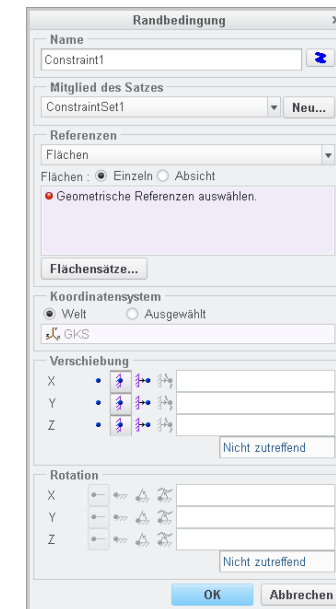 Randbedingung
Name
Constraint1
Mitglied des Satzes
ConstraintSet1
Neu...
Referenzen
Flächen
Flächen : Einzeln Absicht
Geometrische Referenzen auswählen.
Flächensätze...
Koordinatensystem
Welt Ausgewählt
GKS
Verschiebung
X
Y
Z
Nicht zutreffend
Rotation
X
Y
Z
Nicht zutreffend
OK Abbrechen